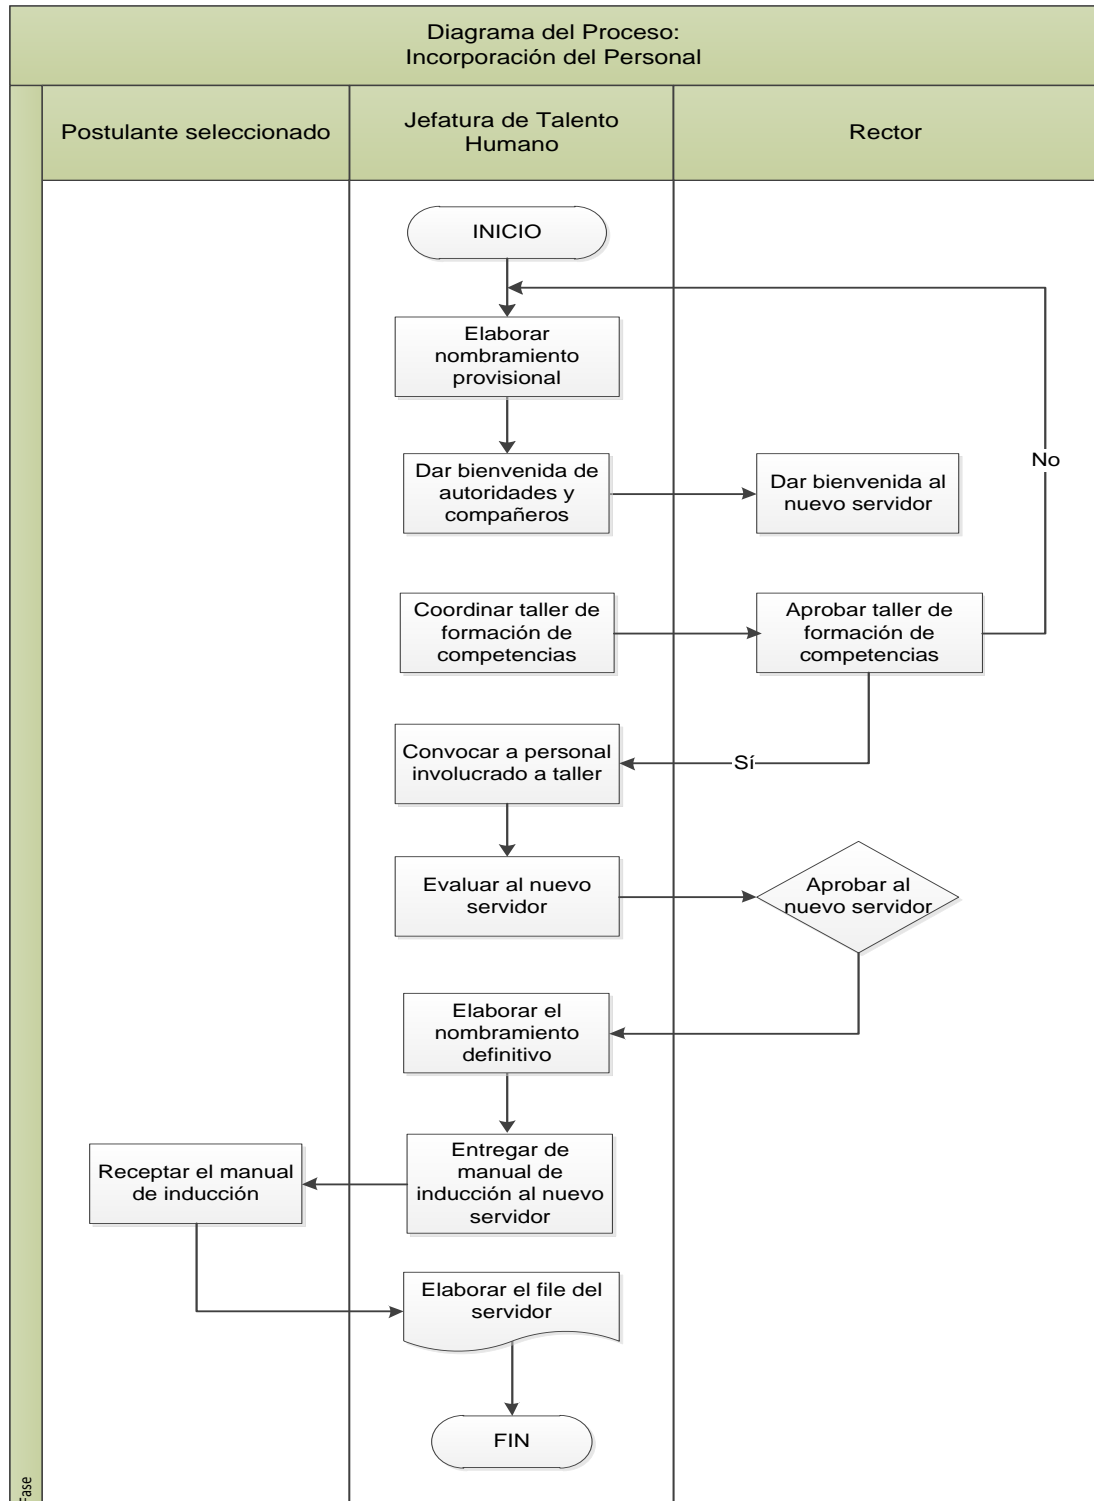 Diagrama del Proceso:
Incorporación del Personal
Postulante seleccionado
Jefatura de Talento
Humano
Rector
INICIO
Elaborar
nombramiento
provisional
No
Dar bienvenida de
autoridades y
compañeros
Dar bienvenida al
nuevo servidor
Coordinar taller de
formación de
competencias
Aprobar taller de
formación de
competencias
Convocar a personal
involucrado a taller
Sí
Evaluar al nuevo
servidor
Aprobar al
nuevo servidor
Elaborar el
nombramiento
definitivo
Entregar de
manual de
inducción al nuevo
servidor
Receptar el manual
de inducción
Elaborar el file del
servidor
FIN
Fase